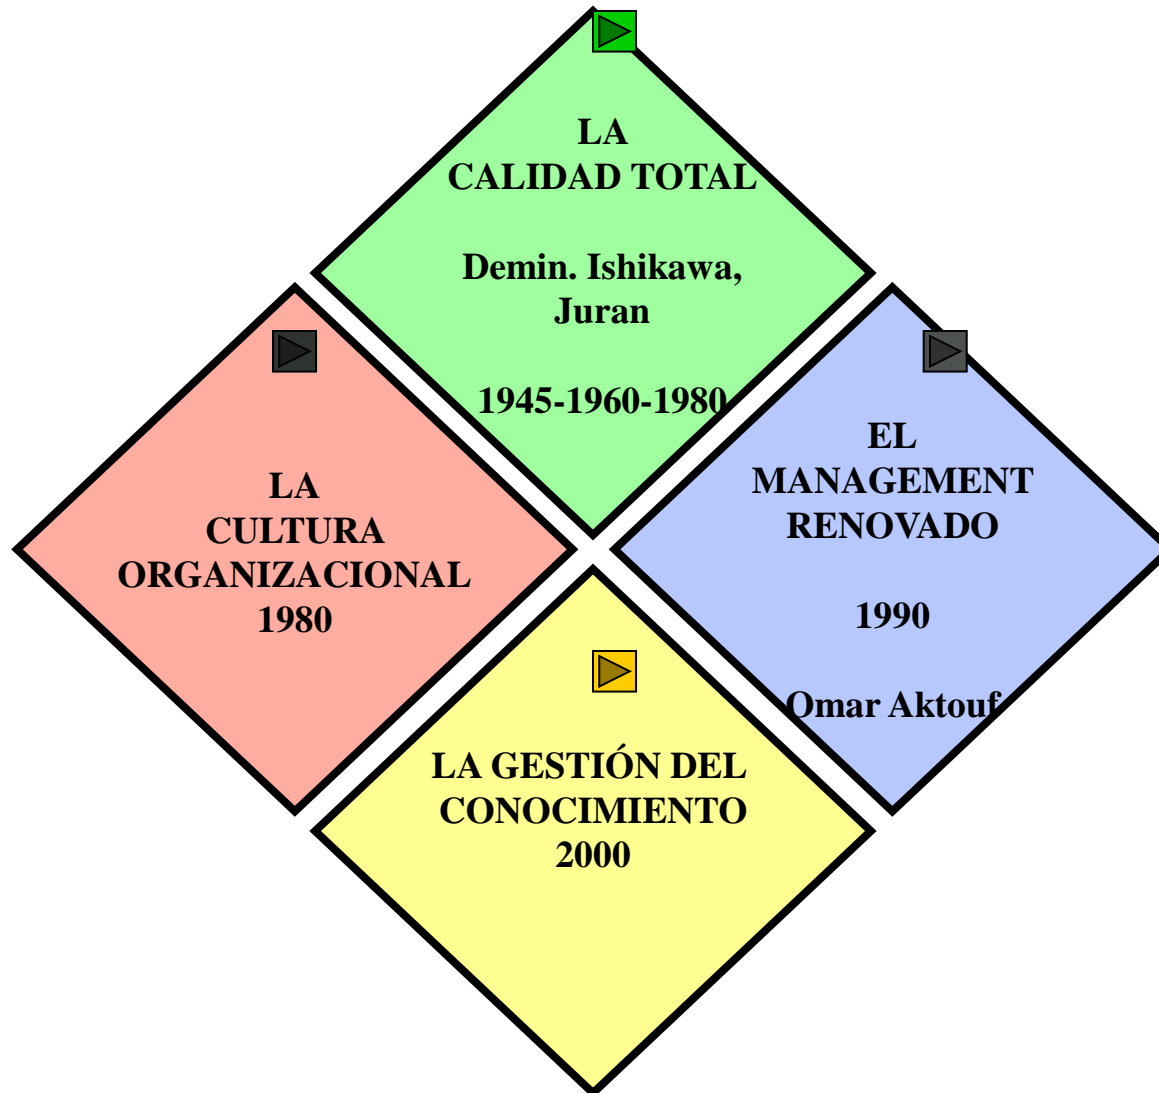 LA
CALIDAD TOTAL
Demin. Ishikawa,
Juran
1945-1960-1980
LA
CULTURA
ORGANIZACIONAL
1980
EL
MANAGEMENT
RENOVADO
1990
Omar Aktouf
LA GESTIÓN DEL
CONOCIMIENTO
2000